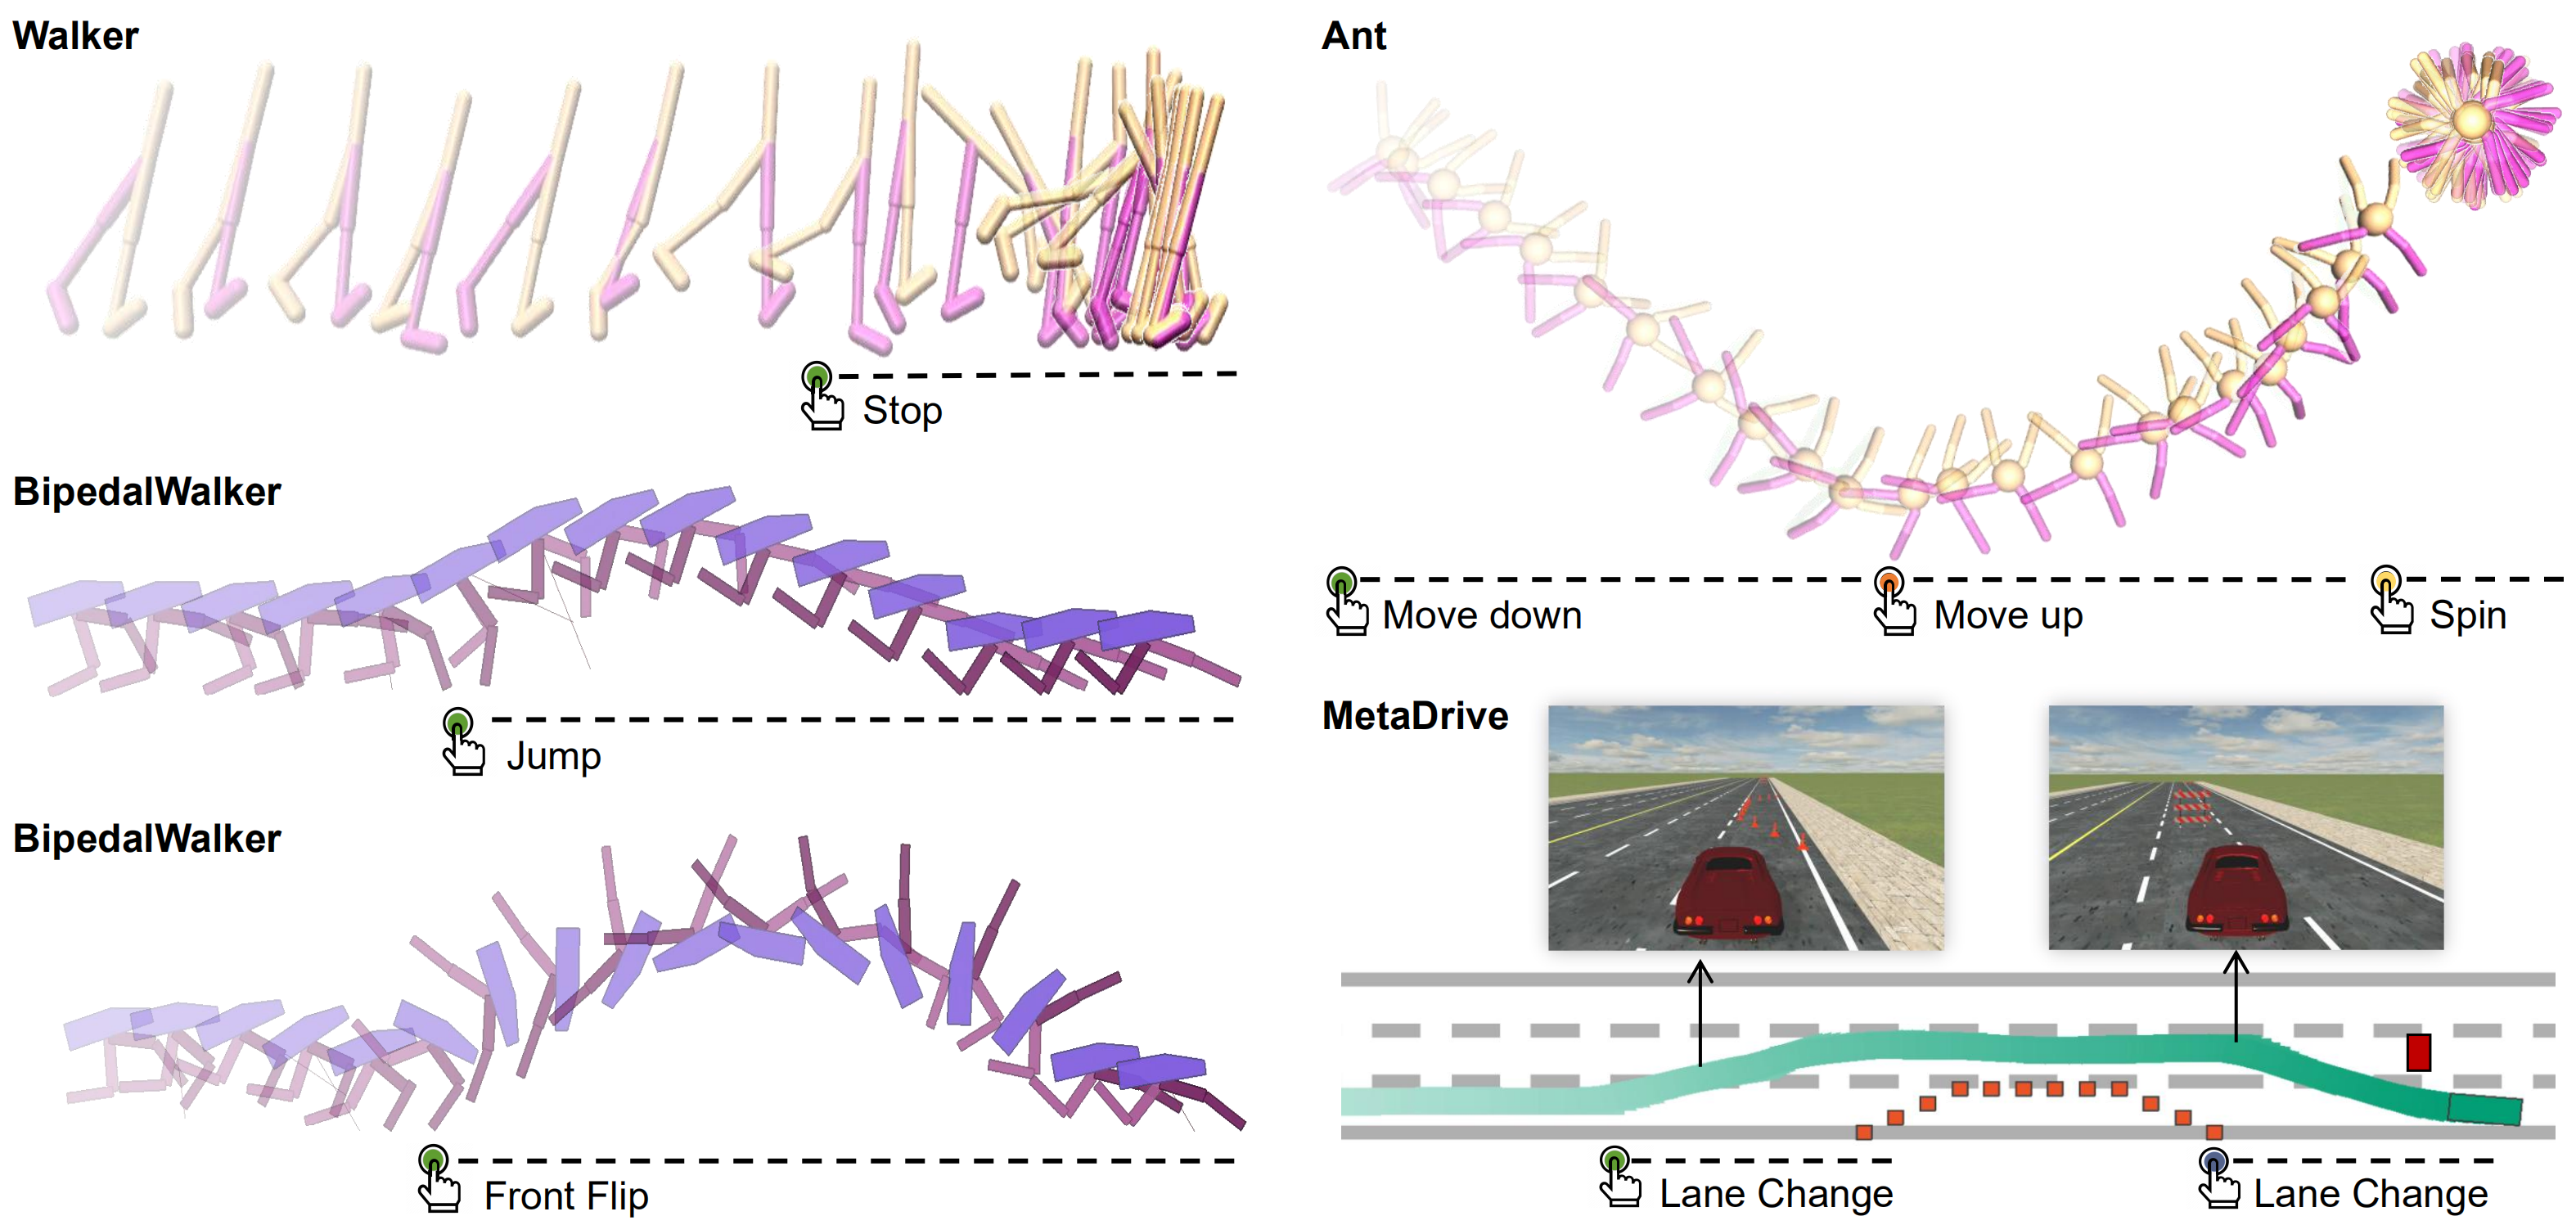 Walker
Stop
BipedalWalker
Jump
BipedalWalker
Front Flip
Ant
Move down
Move up
Spin
MetaDrive
Lane Change
Lane Change